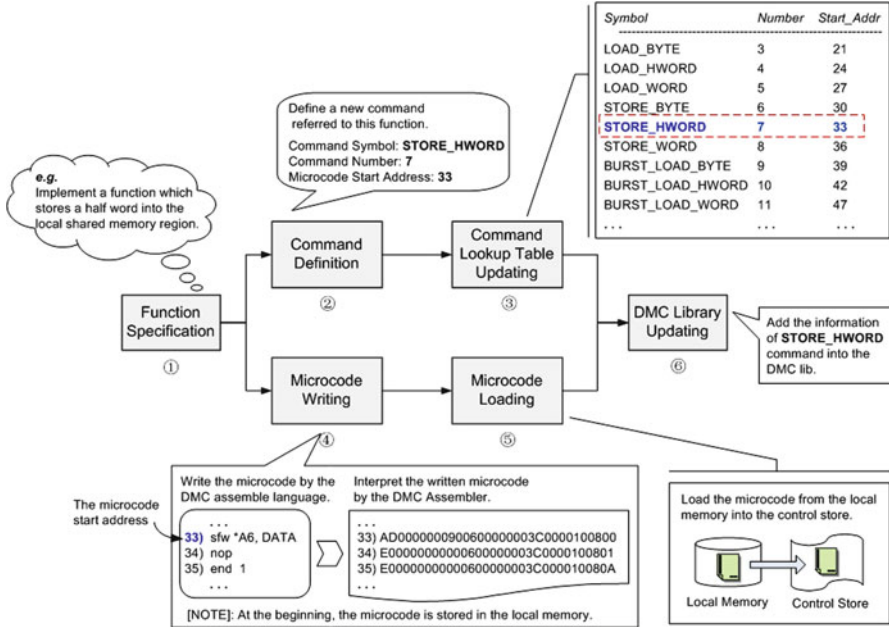 Symbol Number Start_Addr
LOAD_BYTE 3 21
LOAD_HWORD 4 24
LOAD_WORD 5 27
STORE_BYTE 6 30
STORE_HWORD 7 33
STORE_WORD 8 36
BURST_LOAD_BYTE 9 39
BURST_LOAD_HWORD 10 42
BURST_LOAD_WORD 11 47
. . . . . . . . .
Define a new command
referred to this function.
Command Symbol: STORE_HWORD
Command Number: 7
Microcode Start Address: 33
e.g.
Implement a function which
stores a half word into the
local shared memory region.
Function
Specification
①
Command
Definition
②
Command
Lookup Table
Updating
③
Microcode
Writing
④
Microcode
Loading
⑤
DMC Library
Updating
⑥
Add the information
of STORE_HWORD
command into the
DMC lib.
The microcode
start address
Write the microcode by the
DMC assemble language.
. . .
33) sfw *A6, DATA
34) nop
35) end 1
. . .
Interpret the written microcode
by the DMC Assembler.
. . .
33) AD0000000900600000003C0000100800
34) E00000000000600000003C0000100801
35) E00000000000600000003C000010080A
. . .
[NOTE]: At the beginning, the microcode is stored in the local memory.
Load the microcode from the local
memory into the control store.
Local Memory Control Store